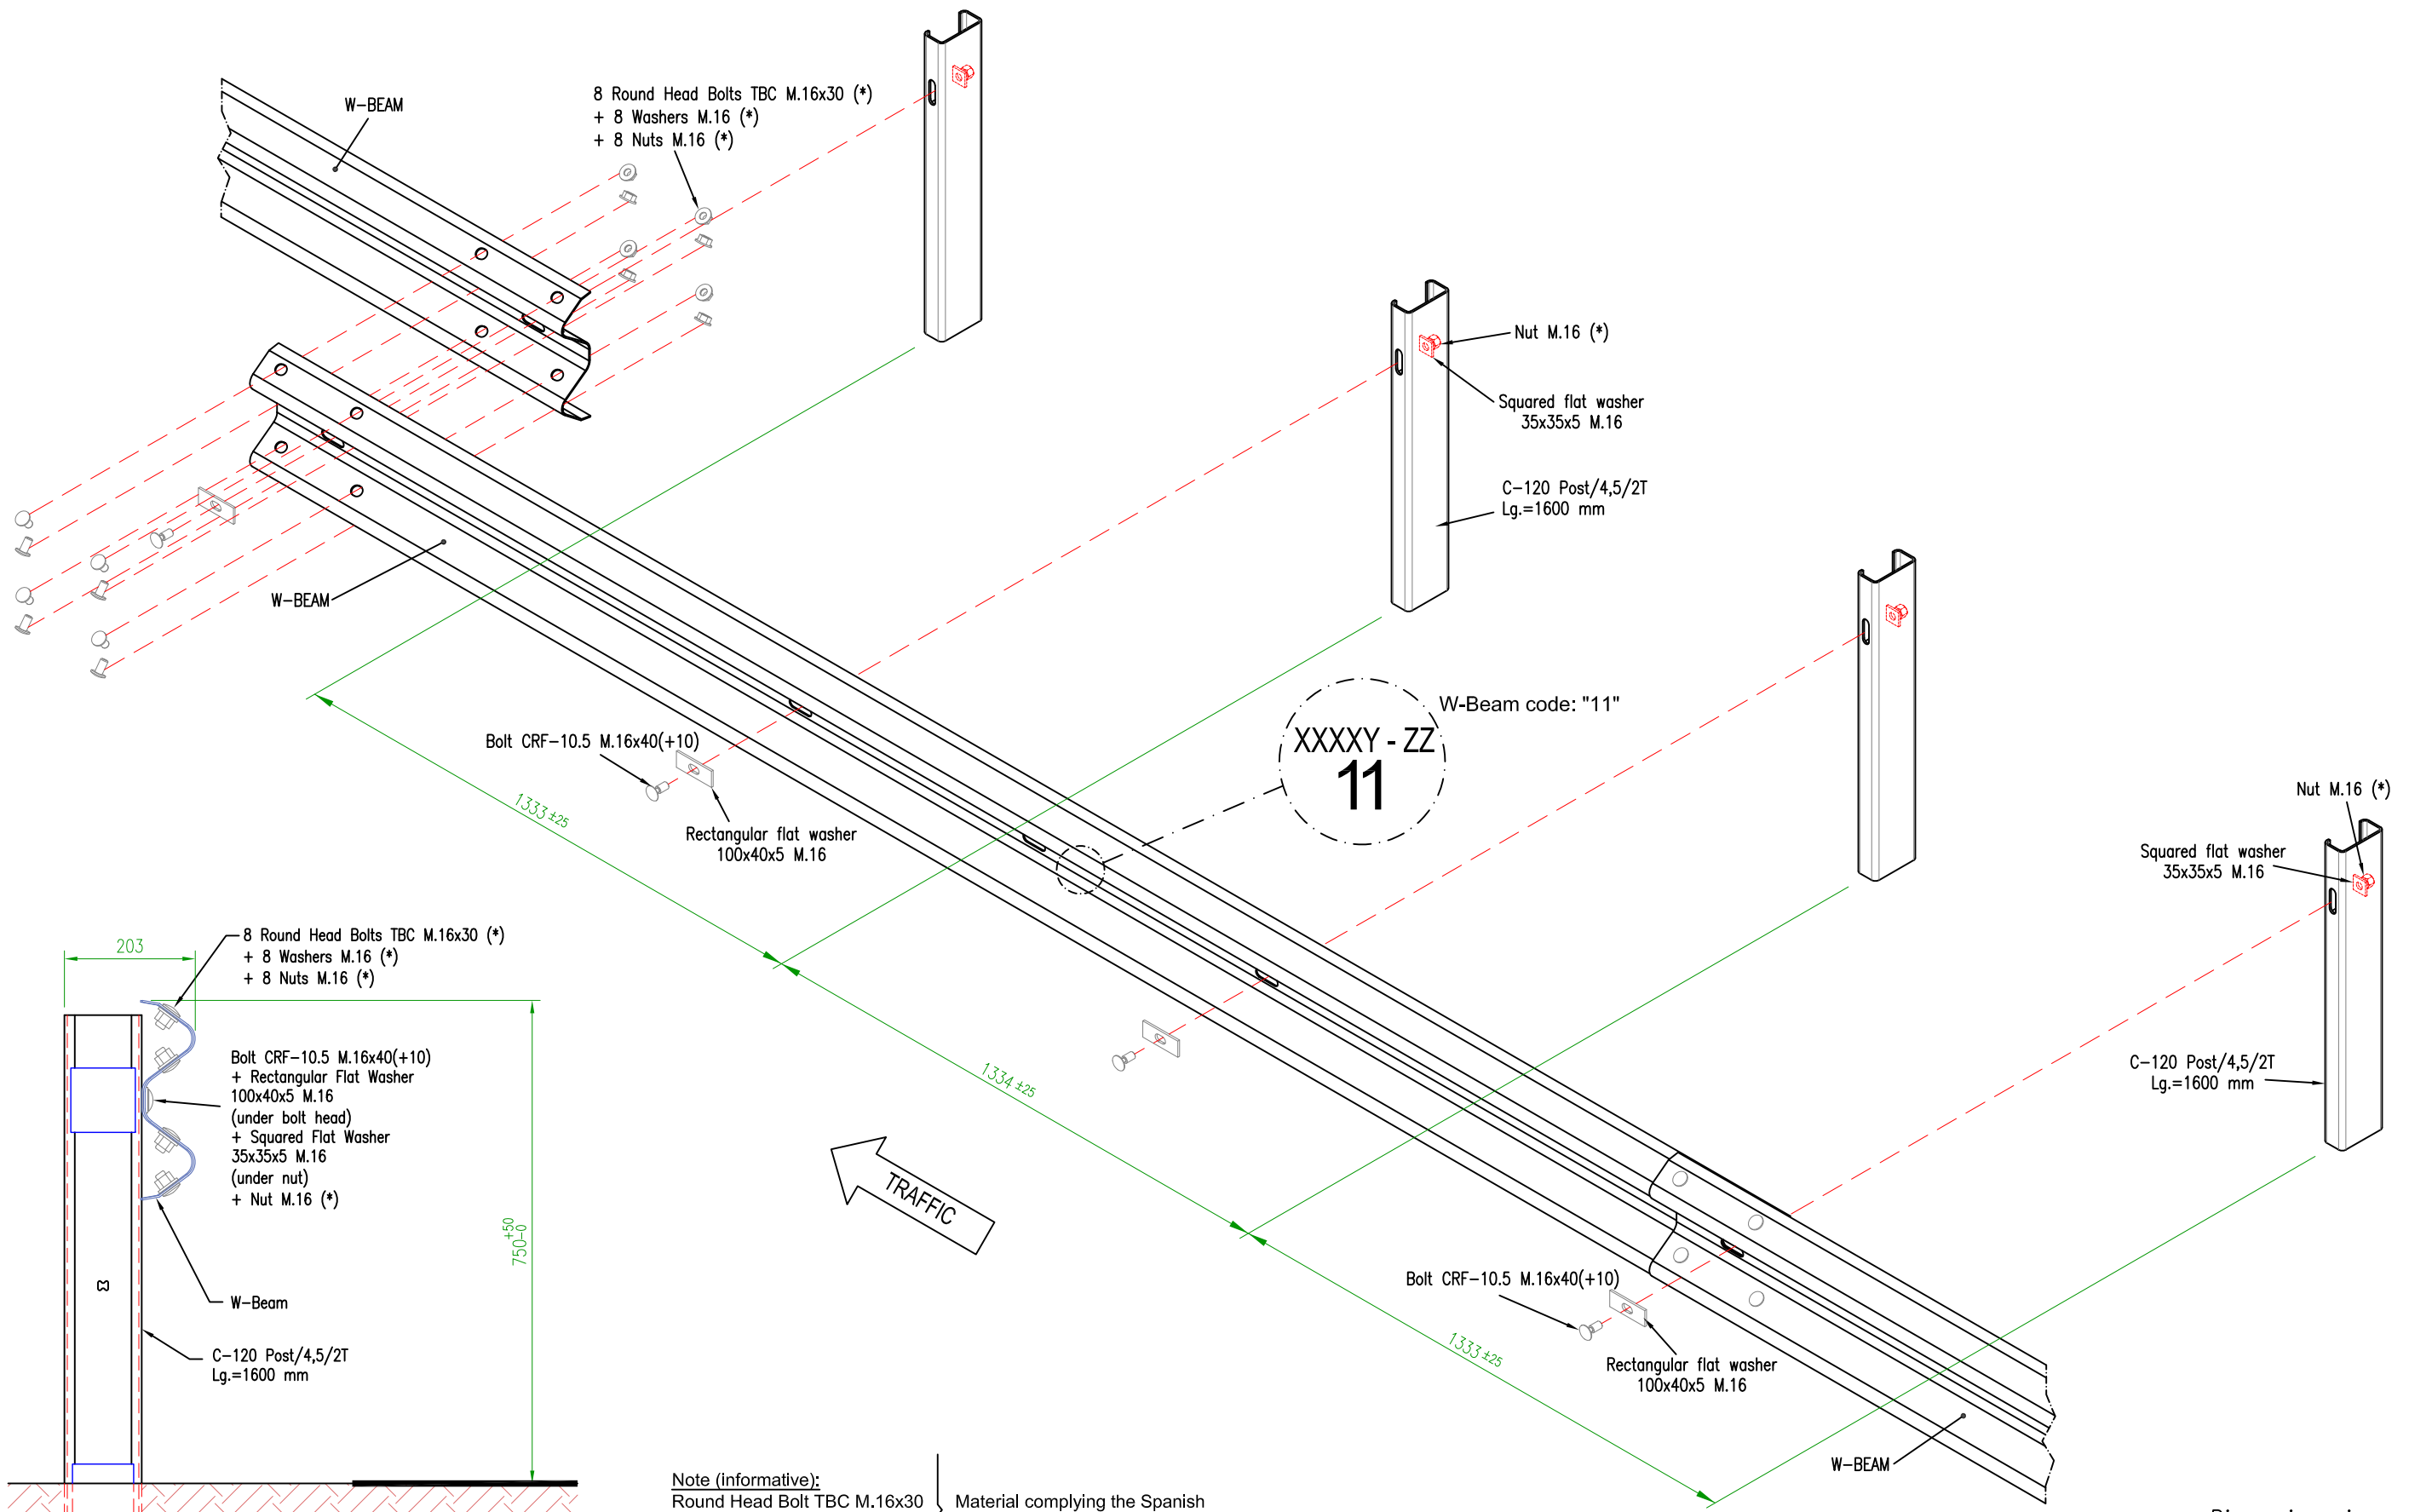 W-BEAM
8 Round Head Bolts TBC M.16x30 (*)
+ 8 Washers M.16 (*)
+ 8 Nuts M.16 (*)
Nut M.16 (*)
Squared flat washer
35x35x5 M.16
C-120 Post/4,5/2T
Lg.=1600 mm
W-BEAM
W-Beam code: "11"
XXXXY - ZZ
11
Bolt CRF-10.5 M.16x40(+10)
Rectangular flat washer
100x40x5 M.16
1333 ±25
Nut M.16 (*)
Squared flat washer
35x35x5 M.16
C-120 Post/4,5/2T
Lg.=1600 mm
203
8 Round Head Bolts TBC M.16x30 (*)
+ 8 Washers M.16 (*)
+ 8 Nuts M.16 (*)
Bolt CRF-10.5 M.16x40(+10)
+ Rectangular Flat Washer
100x40x5 M.16
(under bolt head)
+ Squared Flat Washer
35x35x5 M.16
(under nut)
+ Nut M.16 (*)
750 +50 -0
W-Beam
C-120 Post/4,5/2T
Lg.=1600 mm
1334 ±25
TRAFFIC
Bolt CRF-10.5 M.16x40(+10)
Rectangular flat washer
100x40x5 M.16
1333 ±25
W-BEAM
Note (informative):
Round Head Bolt TBC M.16x30
Material complying the Spanish